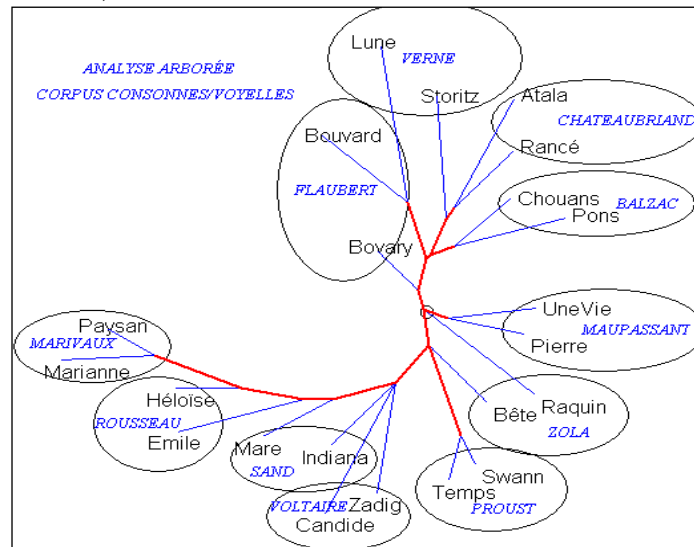 Lune
VERNE
ANALYSE ARBORÉE
CORPUS CONSONNES/VOYELLES
Storitz
Atala
CHATEAUBRIAND
Bouvard
Rancé
FLAUBERT
Chouans
BALZAC
Pons
Bovary
UneVie
Paysan
MAUPASSANT
MARIVAUX
Pierre
Marianne
Héloïse
Bête
Raquin
ROUSSEAU
Emile
ZOLA
Mare
Indiana
SAND
Swann
Temps
VOLTAIRE
Zadig
PROUST
Candide